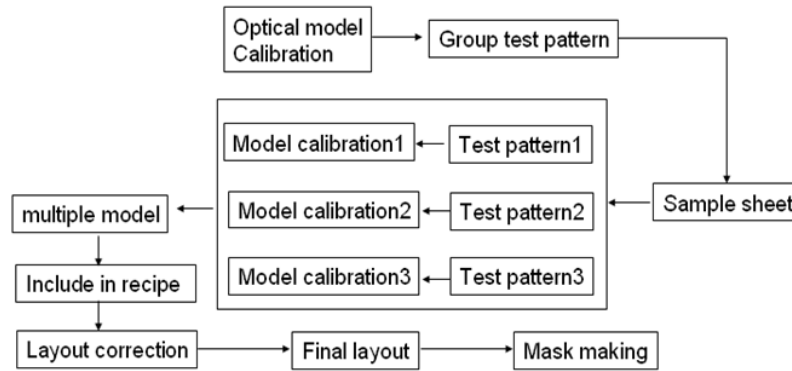 Optical model
Calibration
Group test pattern
Model calibration1
Test pattern1
Model calibration2
Test pattern2
Model calibration3
Test pattern3
Sample sheet
multiple model
Include in recipe
Layout correction
Final layout
Mask making